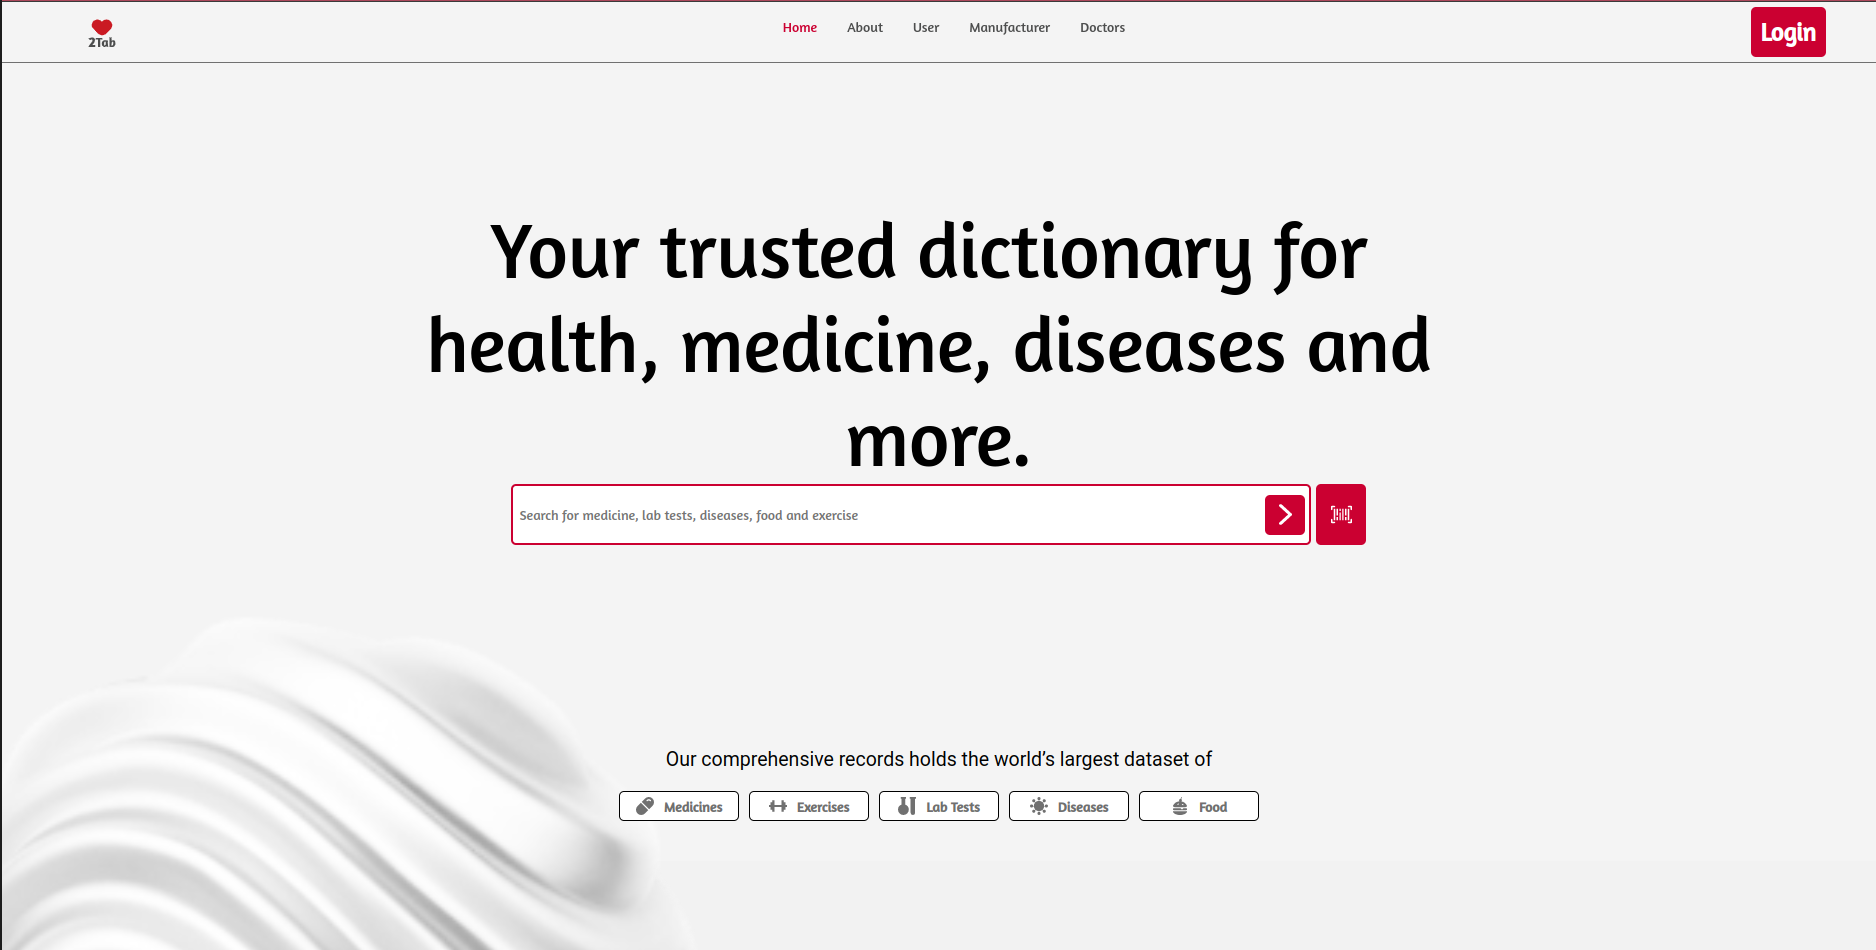 2Tab
Home About User Manufacturer Doctors
Login
Your trusted dictionary for
health, medicine, diseases and
more.
Search for medicine, lab tests, diseases, food and exercise
Our comprehensive records holds the world’s largest dataset of
Medicines Exercises Lab Tests Diseases Food